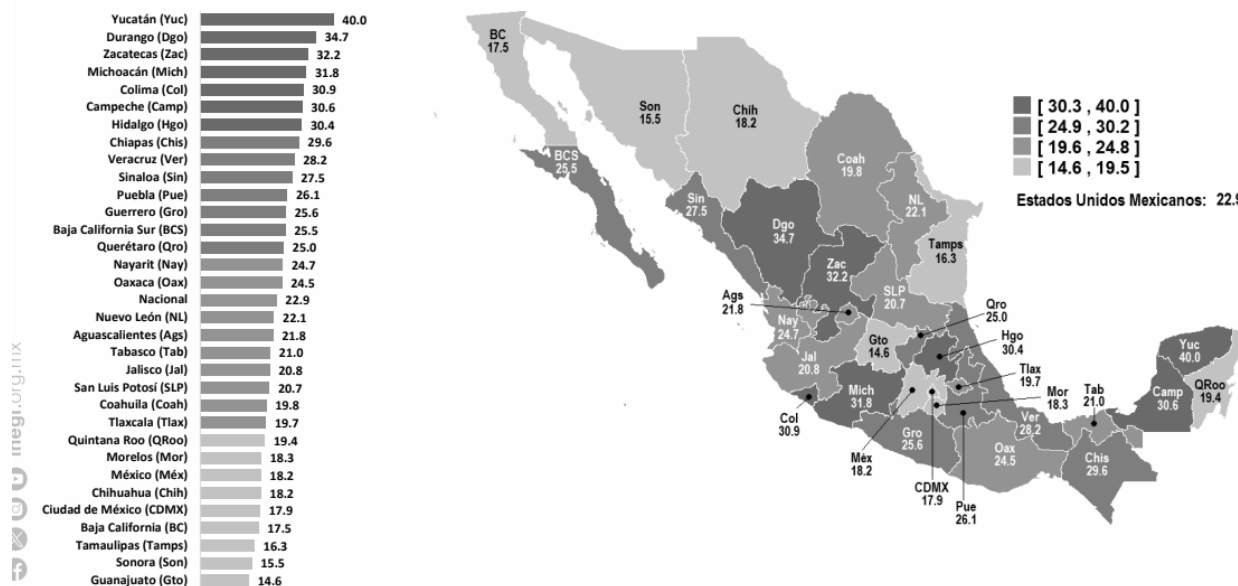 Yucatán (Yuc) 40.0
Durango (Dgo) 34.7
Zacatecas (Zac) 32.2
Michoacán (Mich) 31.8
Colima (Col) 30.9
Campeche (Camp) 30.6
Hidalgo (Hgo) 30.4
Chiapas (Chis) 29.6
Veracruz (Ver) 28.2
Sinaloa (Sin) 27.5
Puebla (Pue) 26.1
Guerrero (Gro) 25.6
Baja California Sur (BCS) 25.5
Querétaro (Qro) 25.0
Nayarit (Nay) 24.7
Oaxaca (Oax) 24.5
Nacional 22.9
Nuevo León (NL) 22.1
Aguascalientes (Ags) 21.8
Tabasco (Tab) 21.0
Jalisco (Jal) 20.8
San Luis Potosí (SLP) 20.7
Coahuila (Coah) 19.8
Tlaxcala (Tlax) 19.7
Quintana Roo (QRoo) 19.4
Morelos (Mor) 18.3
México (Méx) 18.2
Chihuahua (Chih) 18.2
Ciudad de México (CDMX) 17.9
Baja California (BC) 17.5
Tamaulipas (Tamps) 16.3
Sonora (Son) 15.5
Guanajuato (Gto) 14.6
inegi.org.mx
BC
17.5
Son
15.5
Chih
18.2
BCS
25.5
Coah
19.8
Sin
27.5
NL
22.1
Dgo
34.7
Tamps
16.3
Zac
32.2
SLP
20.7
Ags
21.8
Qro
25.0
Nay
24.7
Gto
14.6
Hgo
30.4
Jal
20.8
Tlax
19.7
Mich
31.8
Mor
18.3
Tab
21.0
Yuc
40.0
QRoo
19.4
Camp
30.6
Col
30.9
Ver
28.2
Gro
25.6
Méx
18.2
Oax
24.5
Chis
29.6
CDMX
17.9
Pue
26.1
[ 30.3 , 40.0 ]
[ 24.9 , 30.2 ]
[ 19.6 , 24.8 ]
[ 14.6 , 19.5 ]
Estados Unidos Mexicanos: 22.9